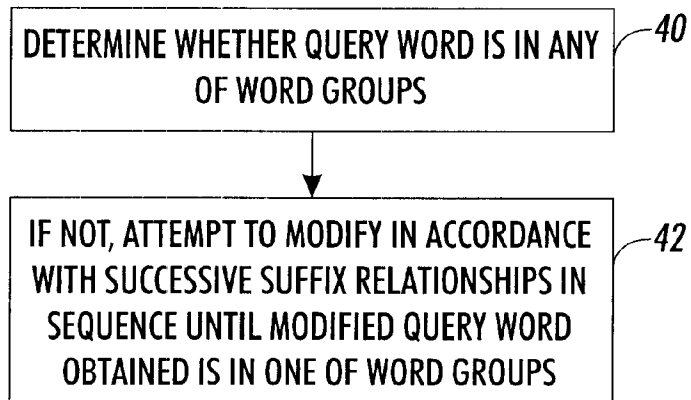 DETERMINE WHETHER QUERY WORD IS IN ANY
OF WORD GROUPS
40
IF NOT, ATTEMPT TO MODIFY IN ACCORDANCE
WITH SUCCESSIVE SUFFIX RELATIONSHIPS IN
SEQUENCE UNTIL MODIFIED QUERY WORD
OBTAINED IS IN ONE OF WORD GROUPS
42